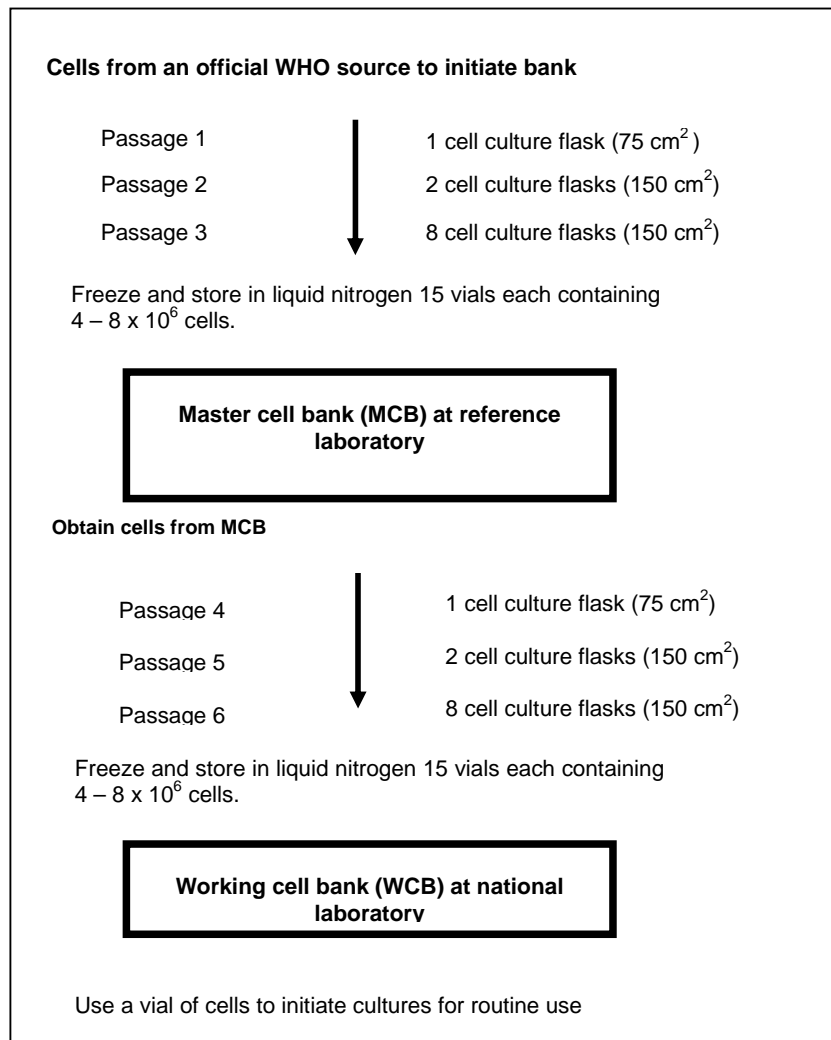 Cells from an official WHO source to initiate bank
Passage 1 1 cell culture flask (75 cm²)
Passage 2 2 cell culture flasks (150 cm²)
Passage 3 8 cell culture flasks (150 cm²)
Freeze and store in liquid nitrogen 15 vials each containing
4 – 8 x 10⁶ cells.
Master cell bank (MCB) at reference
laboratory
Obtain cells from MCB
Passage 4 1 cell culture flask (75 cm²)
Passage 5 2 cell culture flasks (150 cm²)
Passage 6 8 cell culture flasks (150 cm²)
Freeze and store in liquid nitrogen 15 vials each containing
4 – 8 x 10⁶ cells.
Working cell bank (WCB) at national
laboratory
Use a vial of cells to initiate cultures for routine use